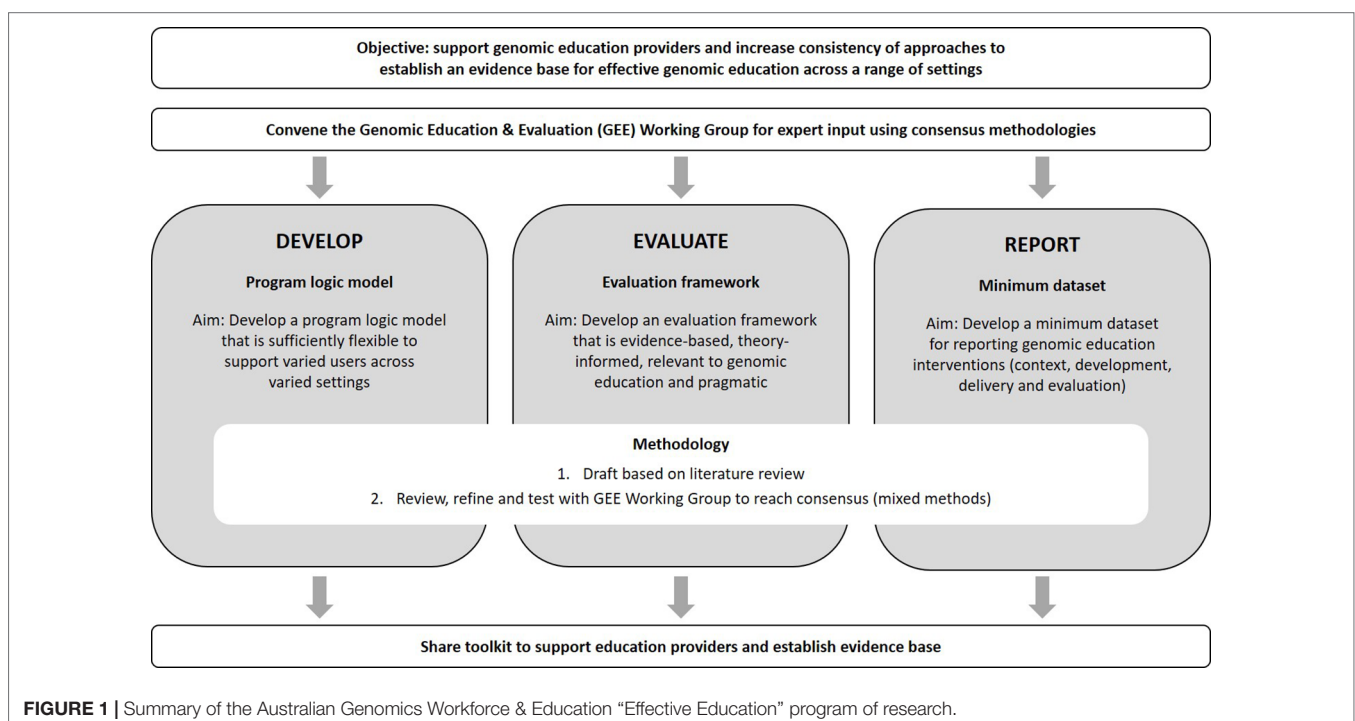 Objective: support genomic education providers and increase consistency of approaches to
establish an evidence base for effective genomic education across a range of settings
Convene the Genomic Education & Evaluation (GEE) Working Group for expert input using consensus methodologies
DEVELOP
Program logic model
Aim: Develop a program logic model
that is sufficiently flexible to
support varied users across
varied settings
EVALUATE
Evaluation framework
Aim: Develop an evaluation framework
that is evidence-based, theory-
informed, relevant to genomic
education and pragmatic
REPORT
Minimum dataset
Aim: Develop a minimum dataset
for reporting genomic education
interventions (context, development,
delivery and evaluation)
Methodology
1. Draft based on literature review
2. Review, refine and test with GEE Working Group to reach consensus (mixed methods)
Share toolkit to support education providers and establish evidence base
FIGURE 1 | Summary of the Australian Genomics Workforce & Education “Effective Education” program of research.